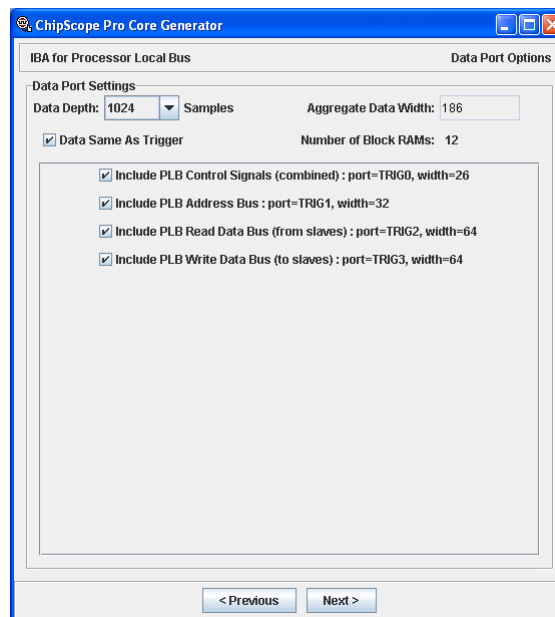 ChipScope Pro Core Generator
IBA for Processor Local Bus Data Port Options
Data Port Settings
Data Depth: 1024 Samples Aggregate Data Width: 186
Data Same As Trigger Number of Block RAMs: 12
Include PLB Control Signals (combined) : port=TRIG0, width=26
Include PLB Address Bus : port=TRIG1, width=32
Include PLB Read Data Bus (from slaves) : port=TRIG2, width=64
Include PLB Write Data Bus (to slaves) : port=TRIG3, width=64
< Previous Next >